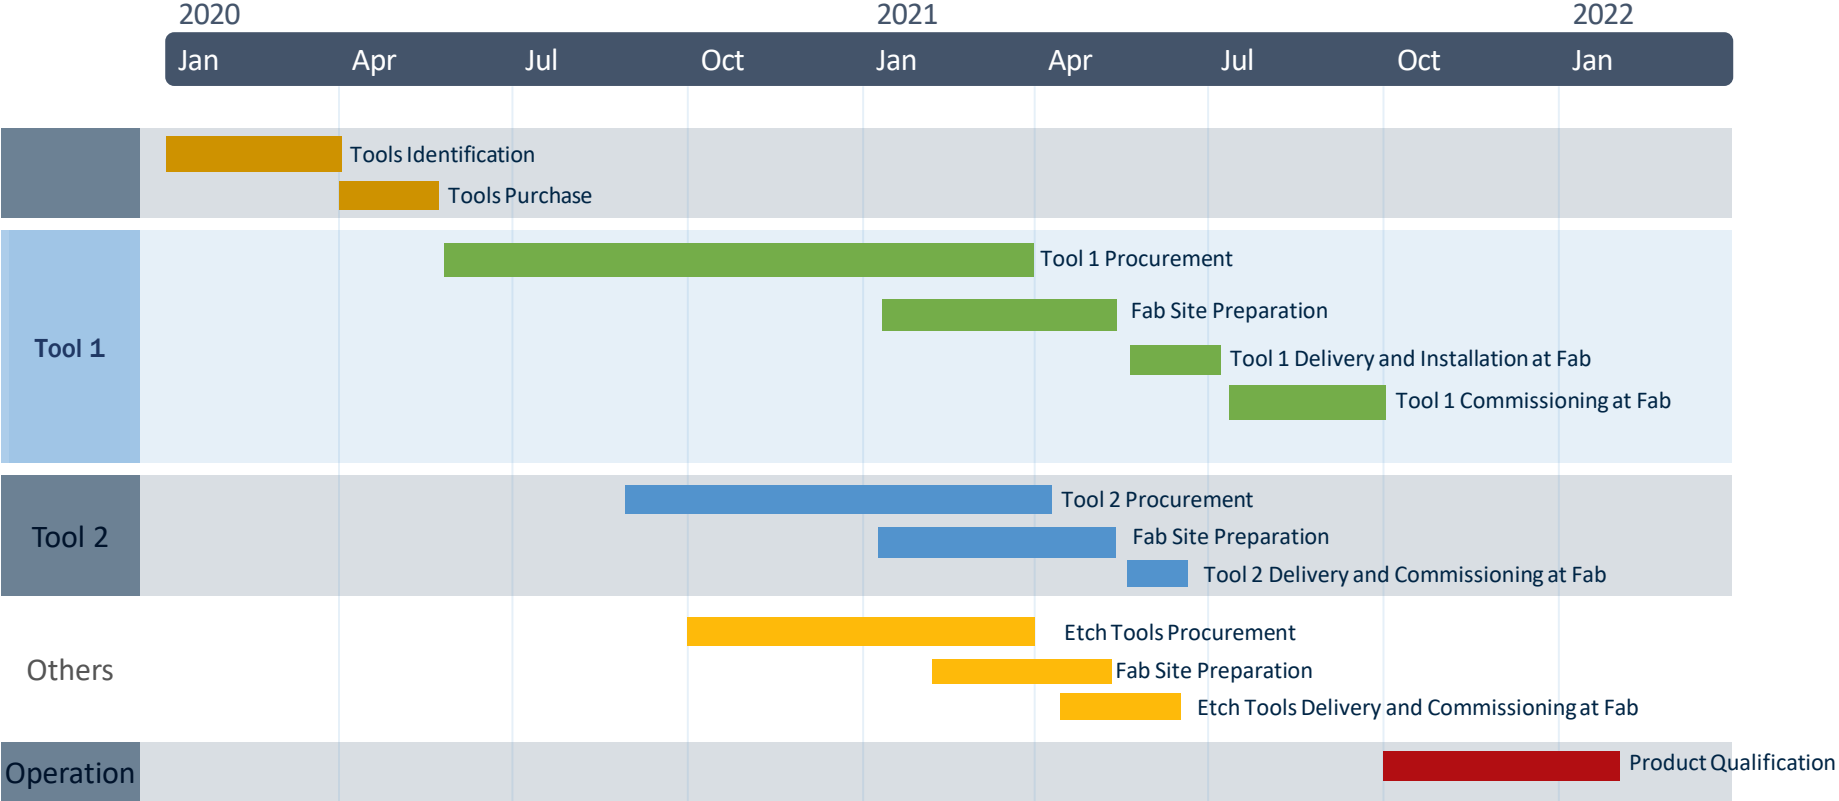 2020 2021 2022
Jan Apr Jul Oct Jan Apr Jul Oct Jan
Tools Identification
Tools Purchase
Tool 1
Tool 1 Procurement
Fab Site Preparation
Tool 1 Delivery and Installation at Fab
Tool 1 Commissioning at Fab
Tool 2
Tool 2 Procurement
Fab Site Preparation
Tool 2 Delivery and Commissioning at Fab
Others
Etch Tools Procurement
Fab Site Preparation
Etch Tools Delivery and Commissioning at Fab
Operation
Product Qualification